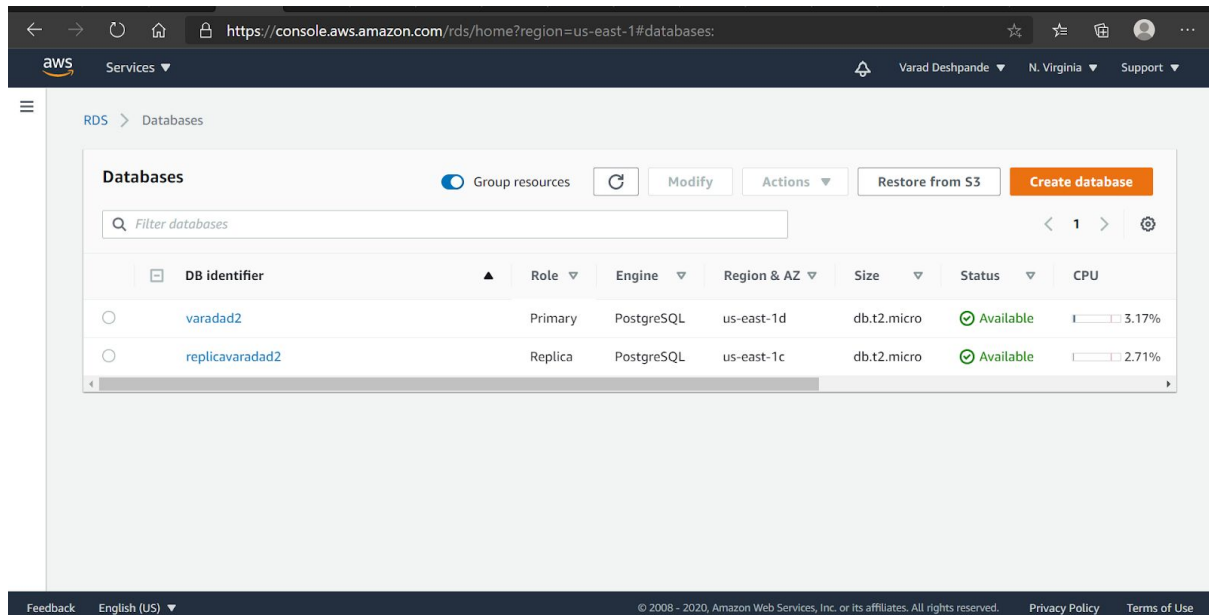 https://console.aws.amazon.com/rds/home?region=us-east-1#databases:
aws Services Varad Deshpande N. Virginia Support
RDS > Databases
Databases Group resources Modify Actions Restore from S3 Create database
Filter databases 1
DB identifier Role Engine Region & AZ Size Status CPU
varadad2 Primary PostgreSQL us-east-1d db.t2.micro Available 3.17%
replicavaradad2 Replica PostgreSQL us-east-1c db.t2.micro Available 2.71%
Feedback English (US) © 2008 - 2020, Amazon Web Services, Inc. or its affiliates. All rights reserved. Privacy Policy Terms of Use